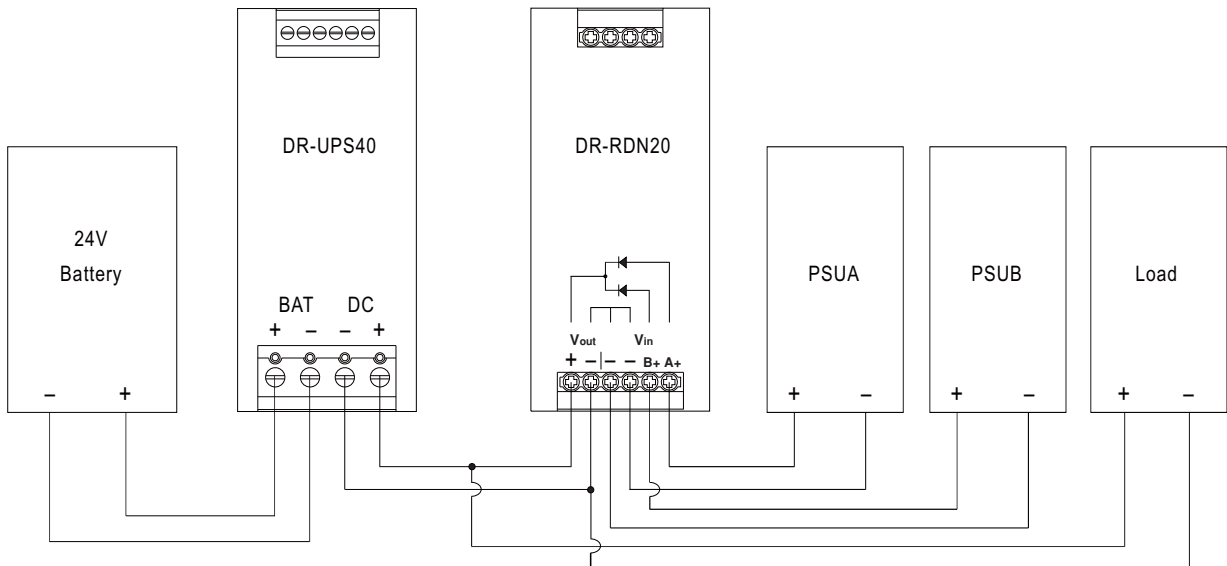 DR-UPS40
DR-RDN20
24V
Battery
PSUA
PSUB
Load
BAT DC
+ – – +
Vout Vin
+ –|– – B+ A+
– +
+ –
+ –
+ –